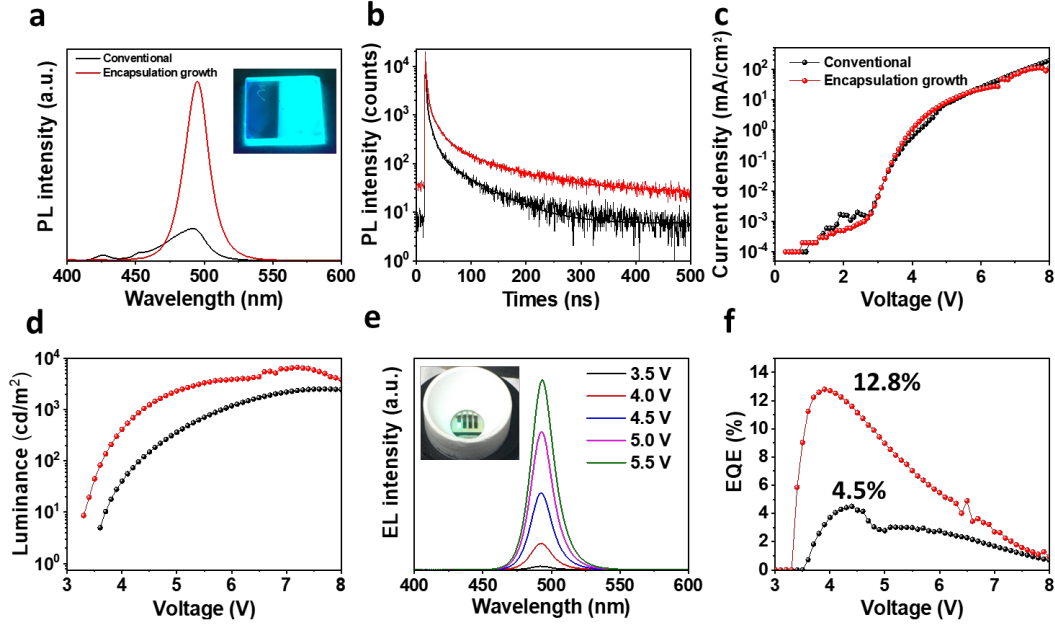 a
PL intensity (a.u.)
Conventional
Encapsulation growth
400 450 500 550 600
Wavelength (nm)
b
PL intensity (counts)
10⁴
10³
10²
10¹
10⁰
0 100 200 300 400 500
Times (ns)
c
Current density (mA/cm²)
Conventional
Encapsulation growth
10²
10¹
10⁰
10⁻¹
10⁻²
10⁻³
10⁻⁴
0 2 4 6 8
Voltage (V)
d
Luminance (cd/m²)
10⁴
10³
10²
10¹
10⁰
3 4 5 6 7 8
Voltage (V)
e
EL intensity (a.u.)
3.5 V
4.0 V
4.5 V
5.0 V
5.5 V
400 450 500 550 600
Wavelength (nm)
f
EQE (%)
14
12
10
8
6
4
2
0
12.8%
4.5%
3 4 5 6 7 8
Voltage (V)